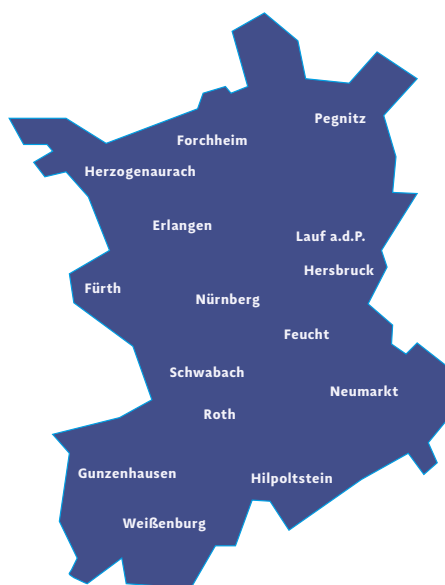 Pegnitz
Forchheim
Herzogenaurach
Erlangen
Lauf a.d.P.
Hersbruck
Fürth
Nürnberg
Feucht
Schwabach
Neumarkt
Roth
Gunzenhausen
Hilpoltstein
Weißenburg